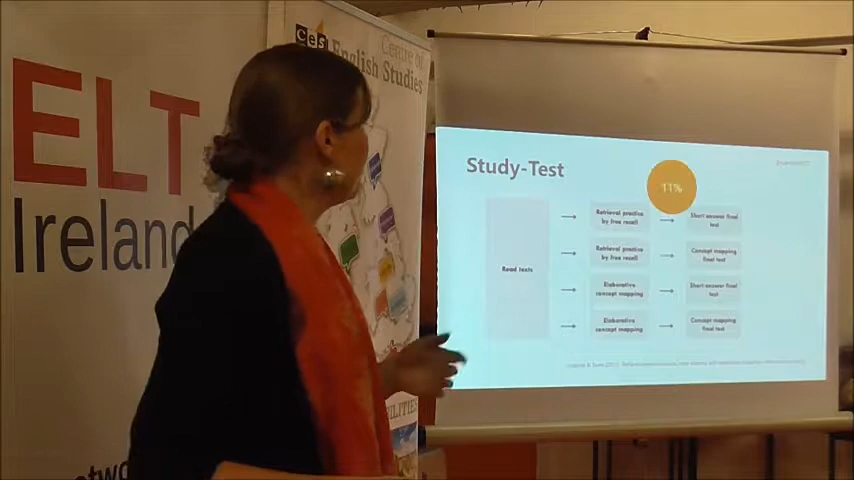 ELT
Ireland
ces
Centre of
English Studies
Study-Test
11%
Read texts
Retrieval practice
by free recall
Short answer final
test
Retrieval practice
by free recall
Concept mapping
final test
Elaborative
concept mapping
Short answer final
test
Elaborative
concept mapping
Concept mapping
final test